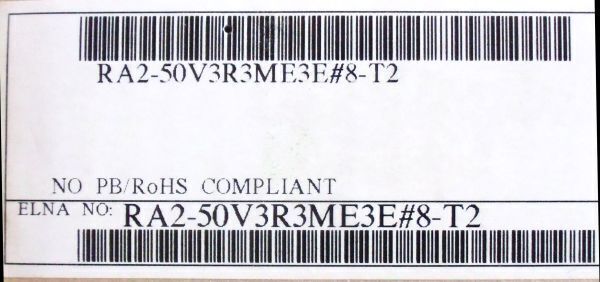 RA2-50V3R3ME3E#8-T2
NO PB/RoHS COMPLIANT
ELNA NO: RA2-50V3R3ME3E#8-T2